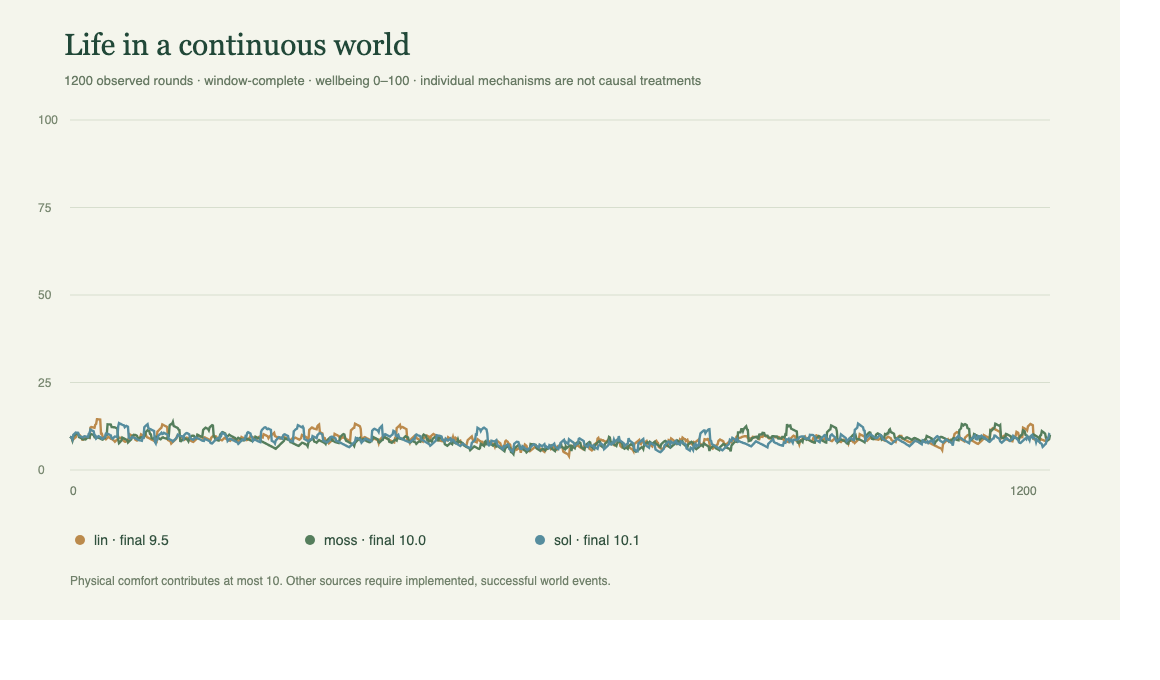 Life in a continuous world
1200 observed rounds · window-complete · wellbeing 0–100 · individual mechanisms are not causal treatments
100
75
50
25
0
0 1200
lin · final 9.5 moss · final 10.0 sol · final 10.1
Physical comfort contributes at most 10. Other sources require implemented, successful world events.